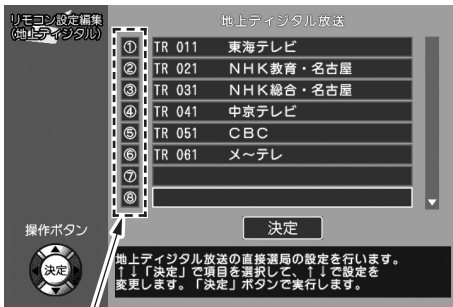 リモコン設定編集
(地上ディジタル)
地上ディジタル放送
① TR 011 東海テレビ
② TR 021 NHK教育・名古屋
③ TR 031 NHK総合・名古屋
④ TR 041 中京テレビ
⑤ TR 051 CBC
⑥ TR 061 メ〜テレ
⑦
⑧
操作ボタン
決定
決定
地上ディジタル放送の直接選局の設定を行います。
↑↓「決定」で項目を選択して、↑↓で設定を
変更します。「決定」ボタンで実行します。